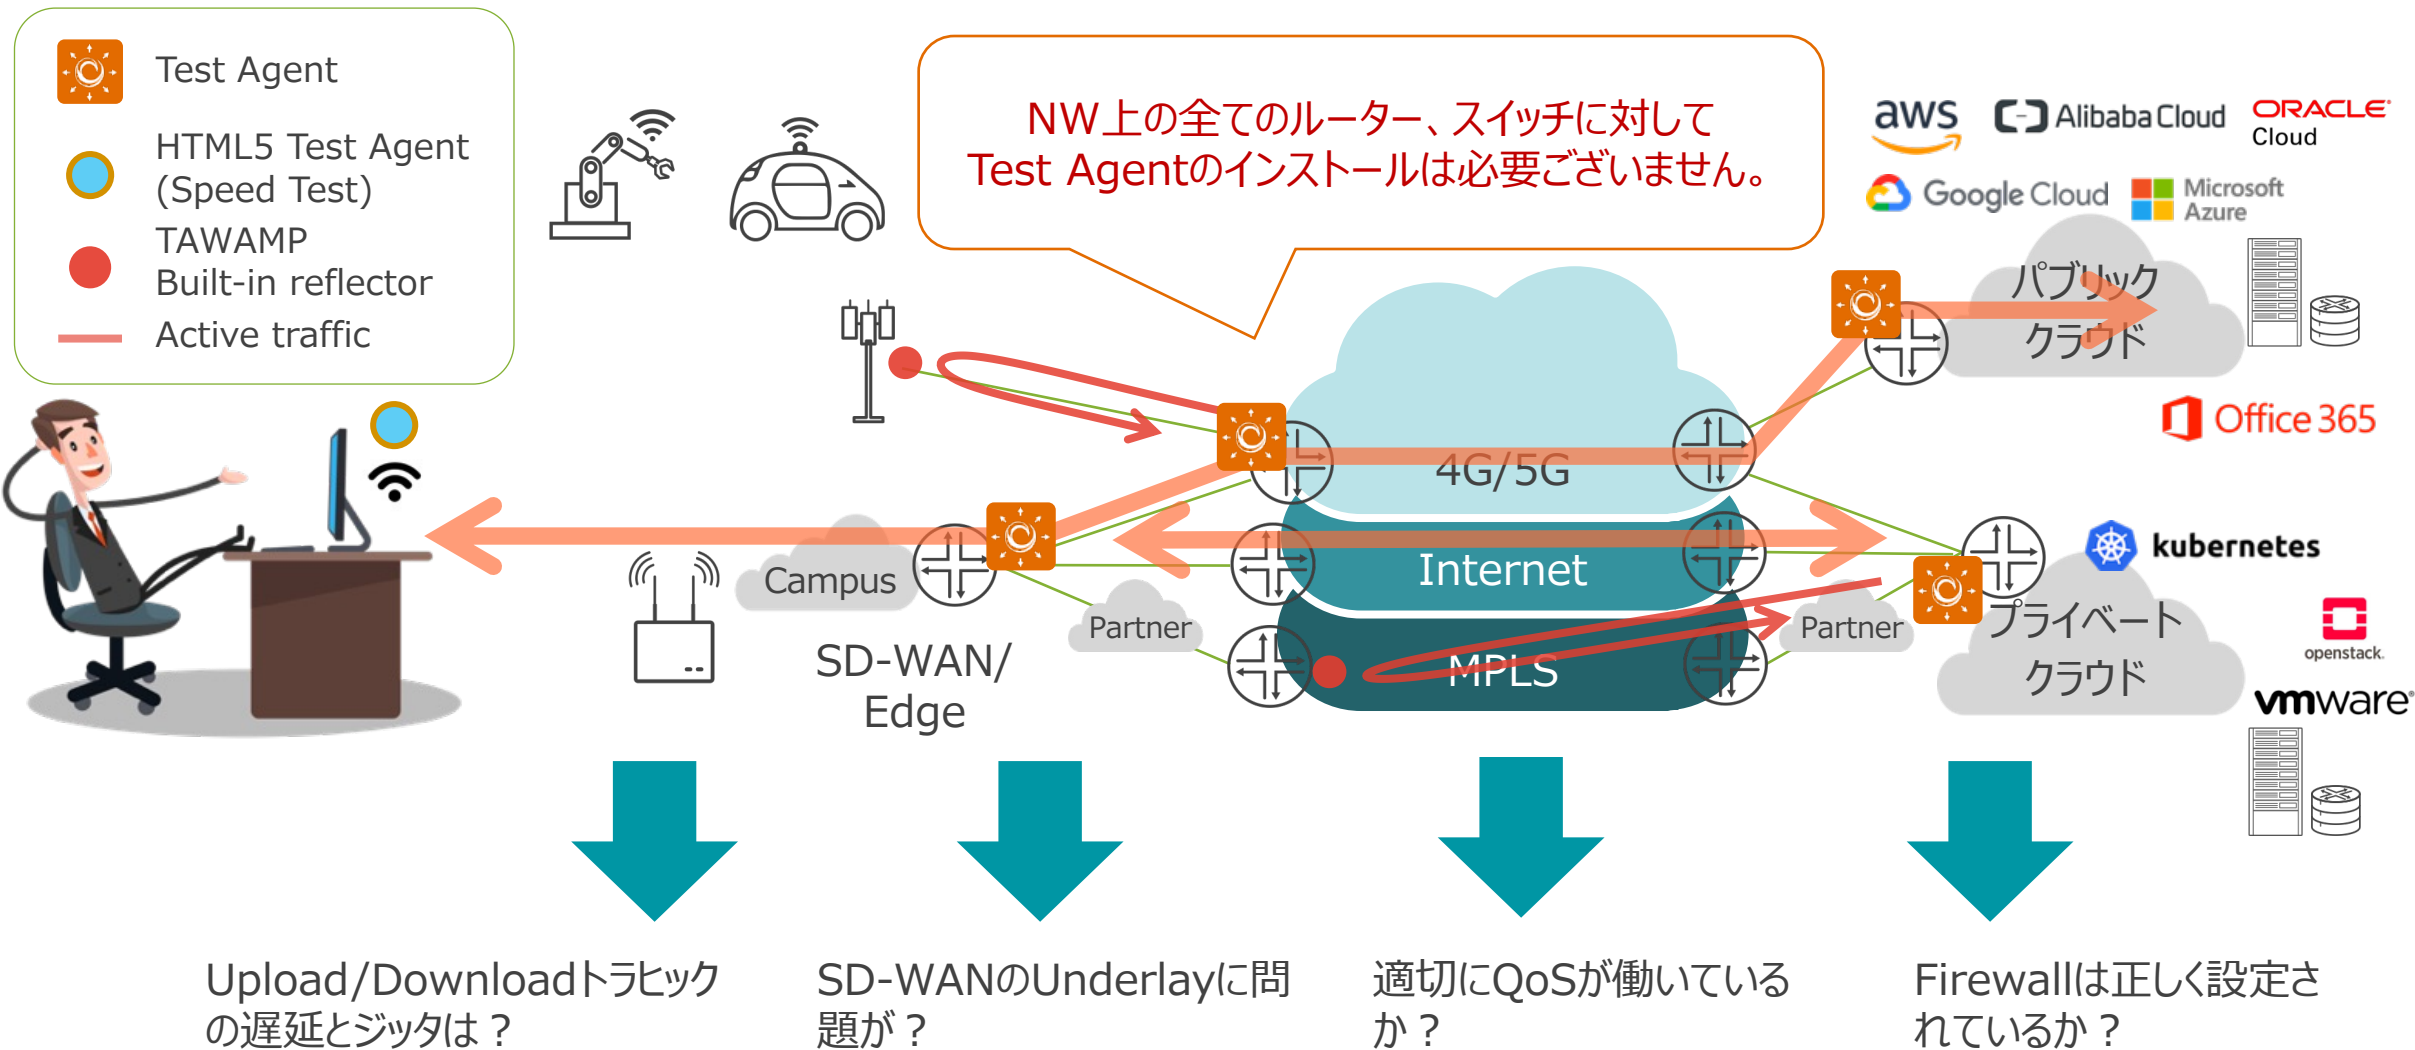 Test Agent
HTML5 Test Agent
(Speed Test)
TAWAMP
Built-in reflector
Active traffic
NW上の全てのルーター、スイッチに対して
Test Agentのインストールは必要ございません。
aws
Alibaba Cloud
ORACLE
Cloud
Google Cloud
Microsoft
Azure
パブリック
クラウド
Office 365
4G/5G
Internet
MPLS
Campus
Partner
SD-WAN/
Edge
Partner
kubernetes
プライベート
クラウド
openstack.
vmware®
Upload/Downloadトラヒック
の遅延とジッタは？
SD-WANのUnderlayに問
題が？
適切にQoSが働いている
か？
Firewallは正しく設定さ
れているか？